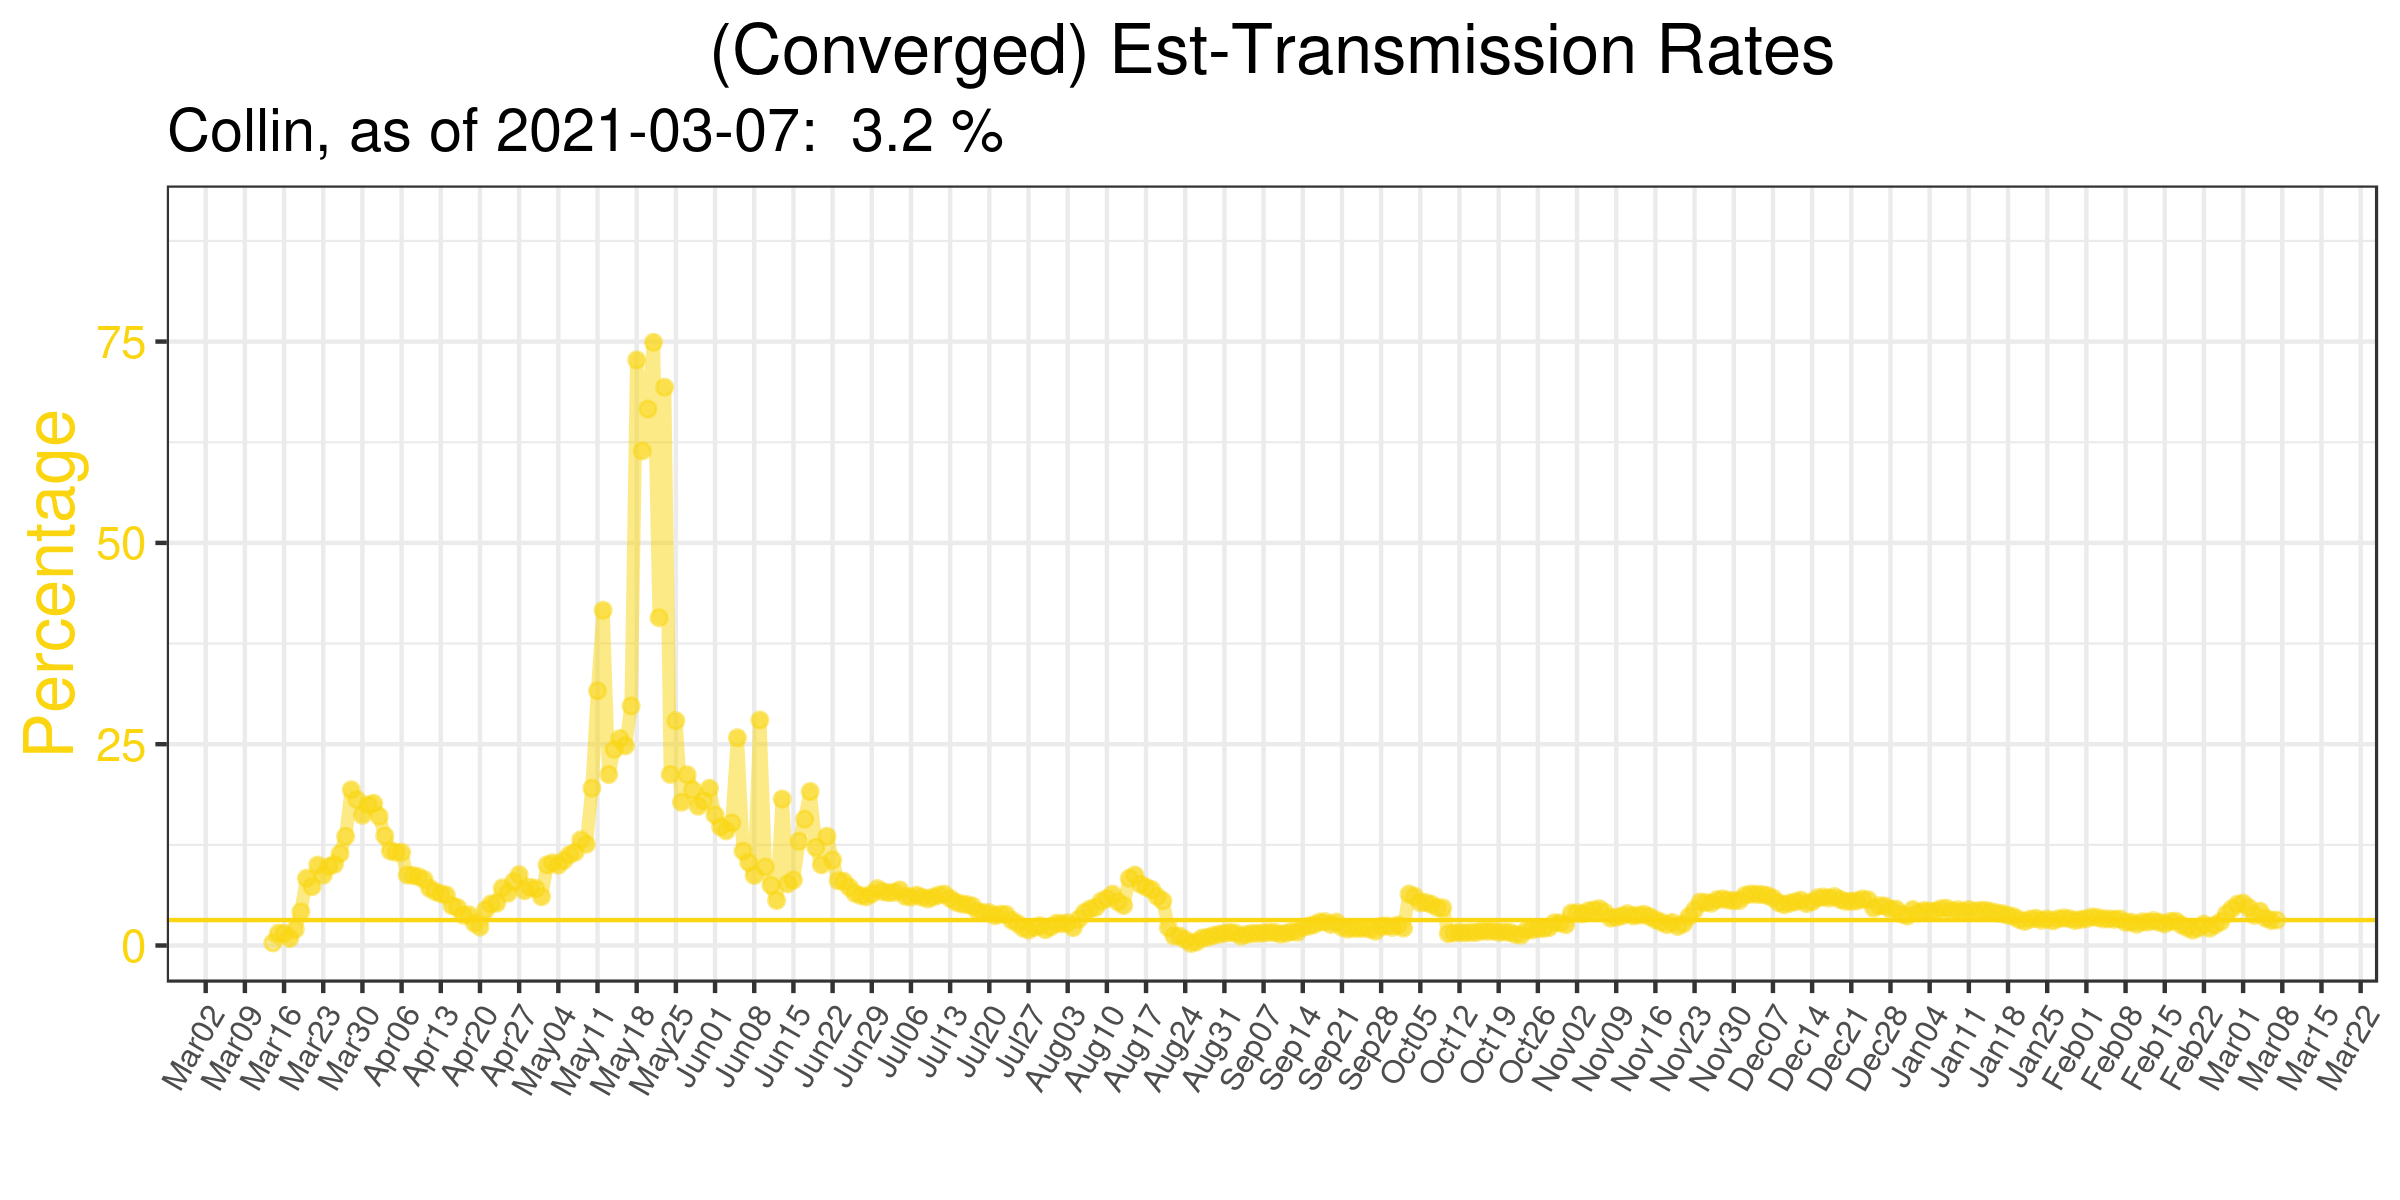 (Converged) Est-Transmission Rates
Collin, as of 2021-03-07:  3.2 %
Percentage
75
50
25
0
Mar02 Mar09 Mar16 Mar23 Mar30 Apr06 Apr13 Apr20 Apr27 May04 May11 May18 May25 Jun01 Jun08 Jun15 Jun22 Jun29 Jul06 Jul13 Jul20 Jul27 Aug03 Aug10 Aug17 Aug24 Aug31 Sep07 Sep14 Sep21 Sep28 Oct05 Oct12 Oct19 Oct26 Nov02 Nov09 Nov16 Nov23 Nov30 Dec07 Dec14 Dec21 Dec28 Jan04 Jan11 Jan18 Jan25 Feb01 Feb08 Feb15 Feb22 Mar01 Mar08 Mar15 Mar22